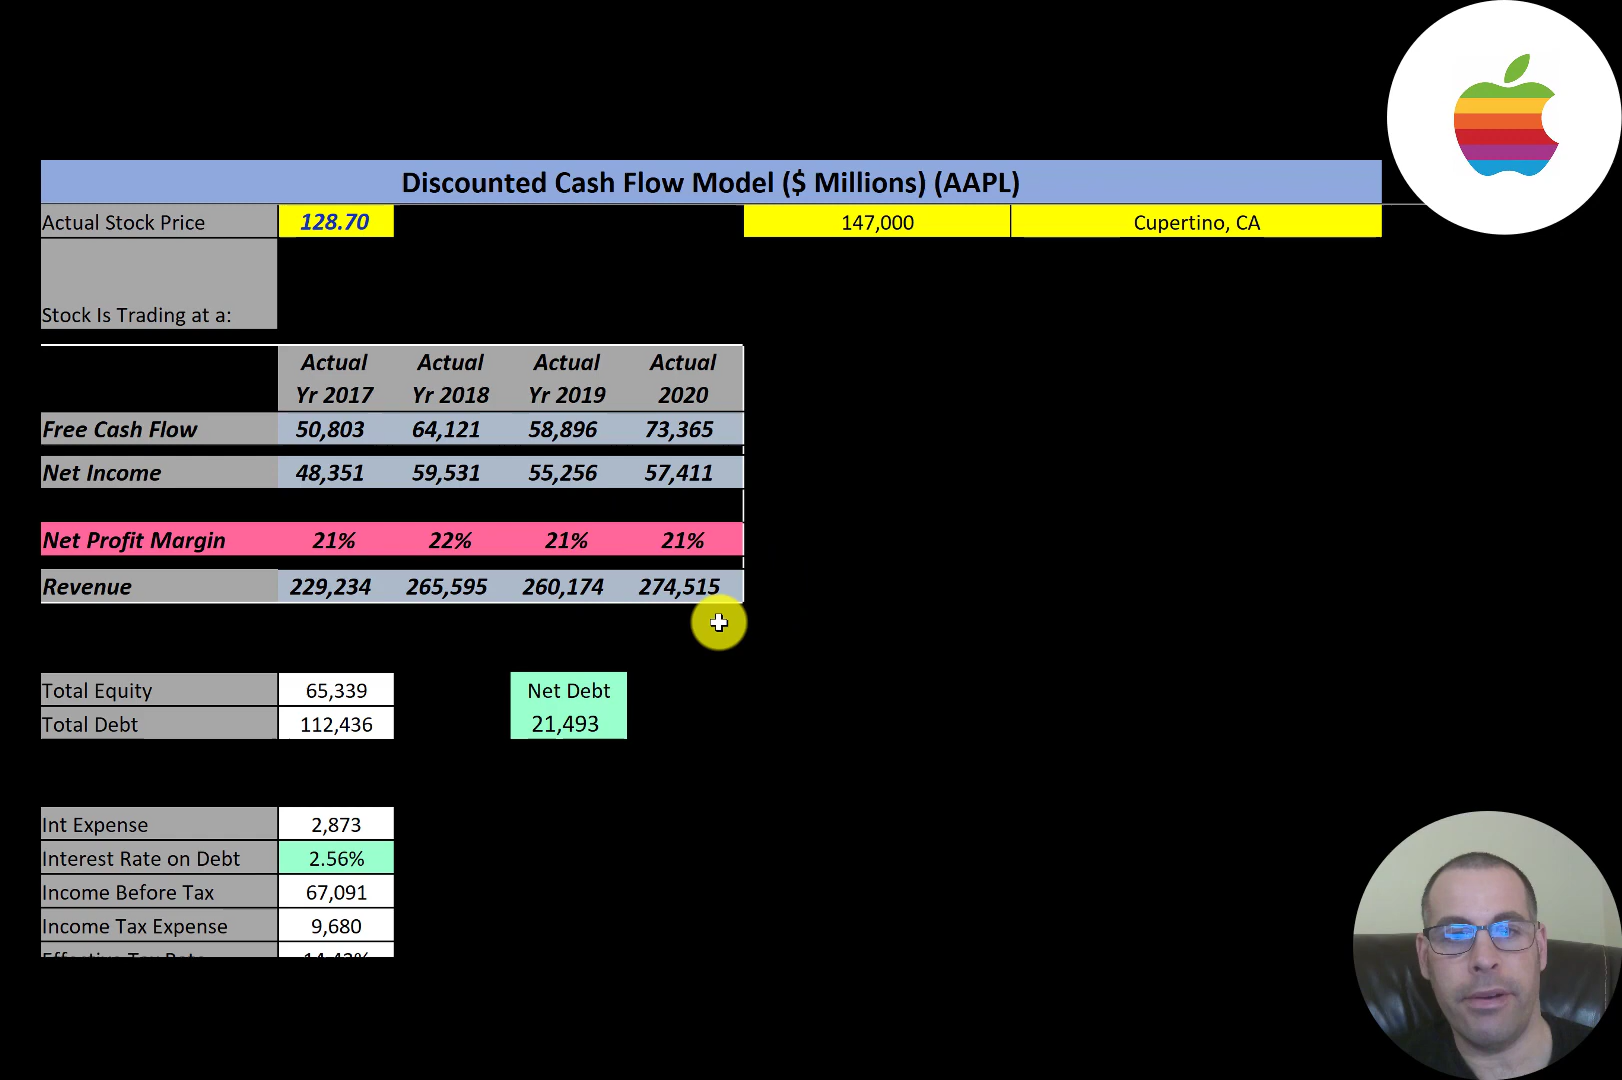 Discounted Cash Flow Model ($ Millions) (AAPL)
Actual Stock Price 128.70 147,000 Cupertino, CA
Stock Is Trading at a:
Actual Actual Actual Actual
Yr 2017 Yr 2018 Yr 2019 2020
Free Cash Flow 50,803 64,121 58,896 73,365
Net Income 48,351 59,531 55,256 57,411
Net Profit Margin 21% 22% 21% 21%
Revenue 229,234 265,595 260,174 274,515
Total Equity 65,339 Net Debt
Total Debt 112,436 21,493
Int Expense 2,873
Interest Rate on Debt 2.56%
Income Before Tax 67,091
Income Tax Expense 9,680